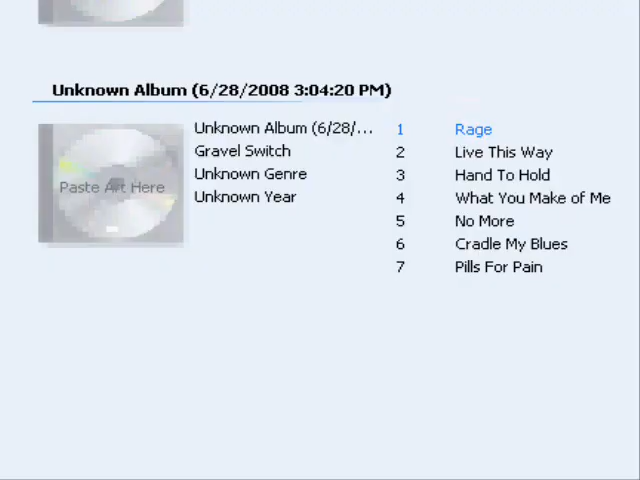 Unknown Album (6/28/2008 3:04:20 PM)
Paste Art Here
Unknown Album (6/28/...
Gravel Switch
Unknown Genre
Unknown Year
1 Rage
2 Live This Way
3 Hand To Hold
4 What You Make of Me
5 No More
6 Cradle My Blues
7 Pills For Pain